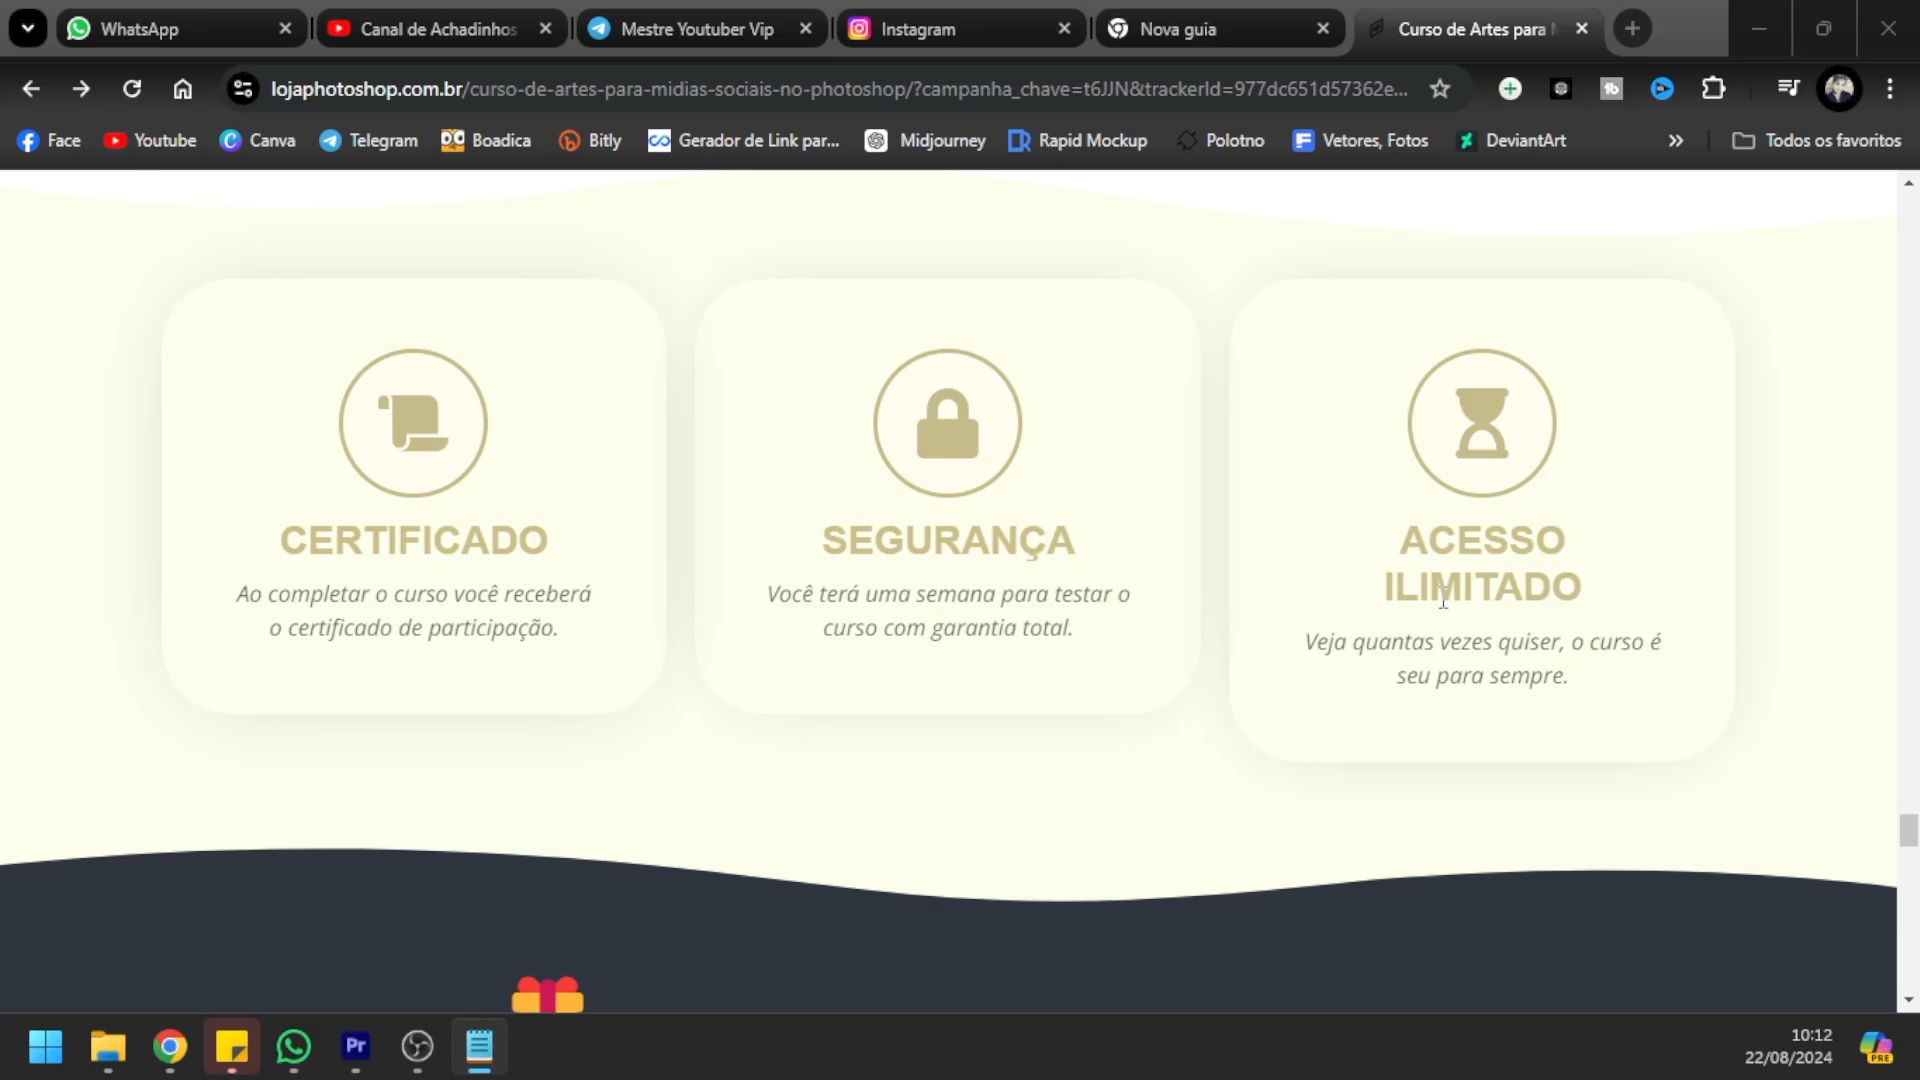 WhatsApp
Canal de Achadinhos
Mestre Youtuber Vip
Instagram
Nova guia
Curso de Artes para
lojaphotoshop.com.br/curso-de-artes-para-midias-sociais-no-photoshop/?campanha_chave=t6JJN&trackerId=977dc651d57362e...
Face
Youtube
Canva
Telegram
Boadica
Bitly
Gerador de Link par...
Midjourney
Rapid Mockup
Polotno
Vetores, Fotos
DeviantArt
Todos os favoritos
CERTIFICADO
Ao completar o curso você receberá
o certificado de participação.
SEGURANÇA
Você terá uma semana para testar o
curso com garantia total.
ACESSO
ILIMITADO
Veja quantas vezes quiser, o curso é
seu para sempre.
Pr
10:12
22/08/2024
PRE